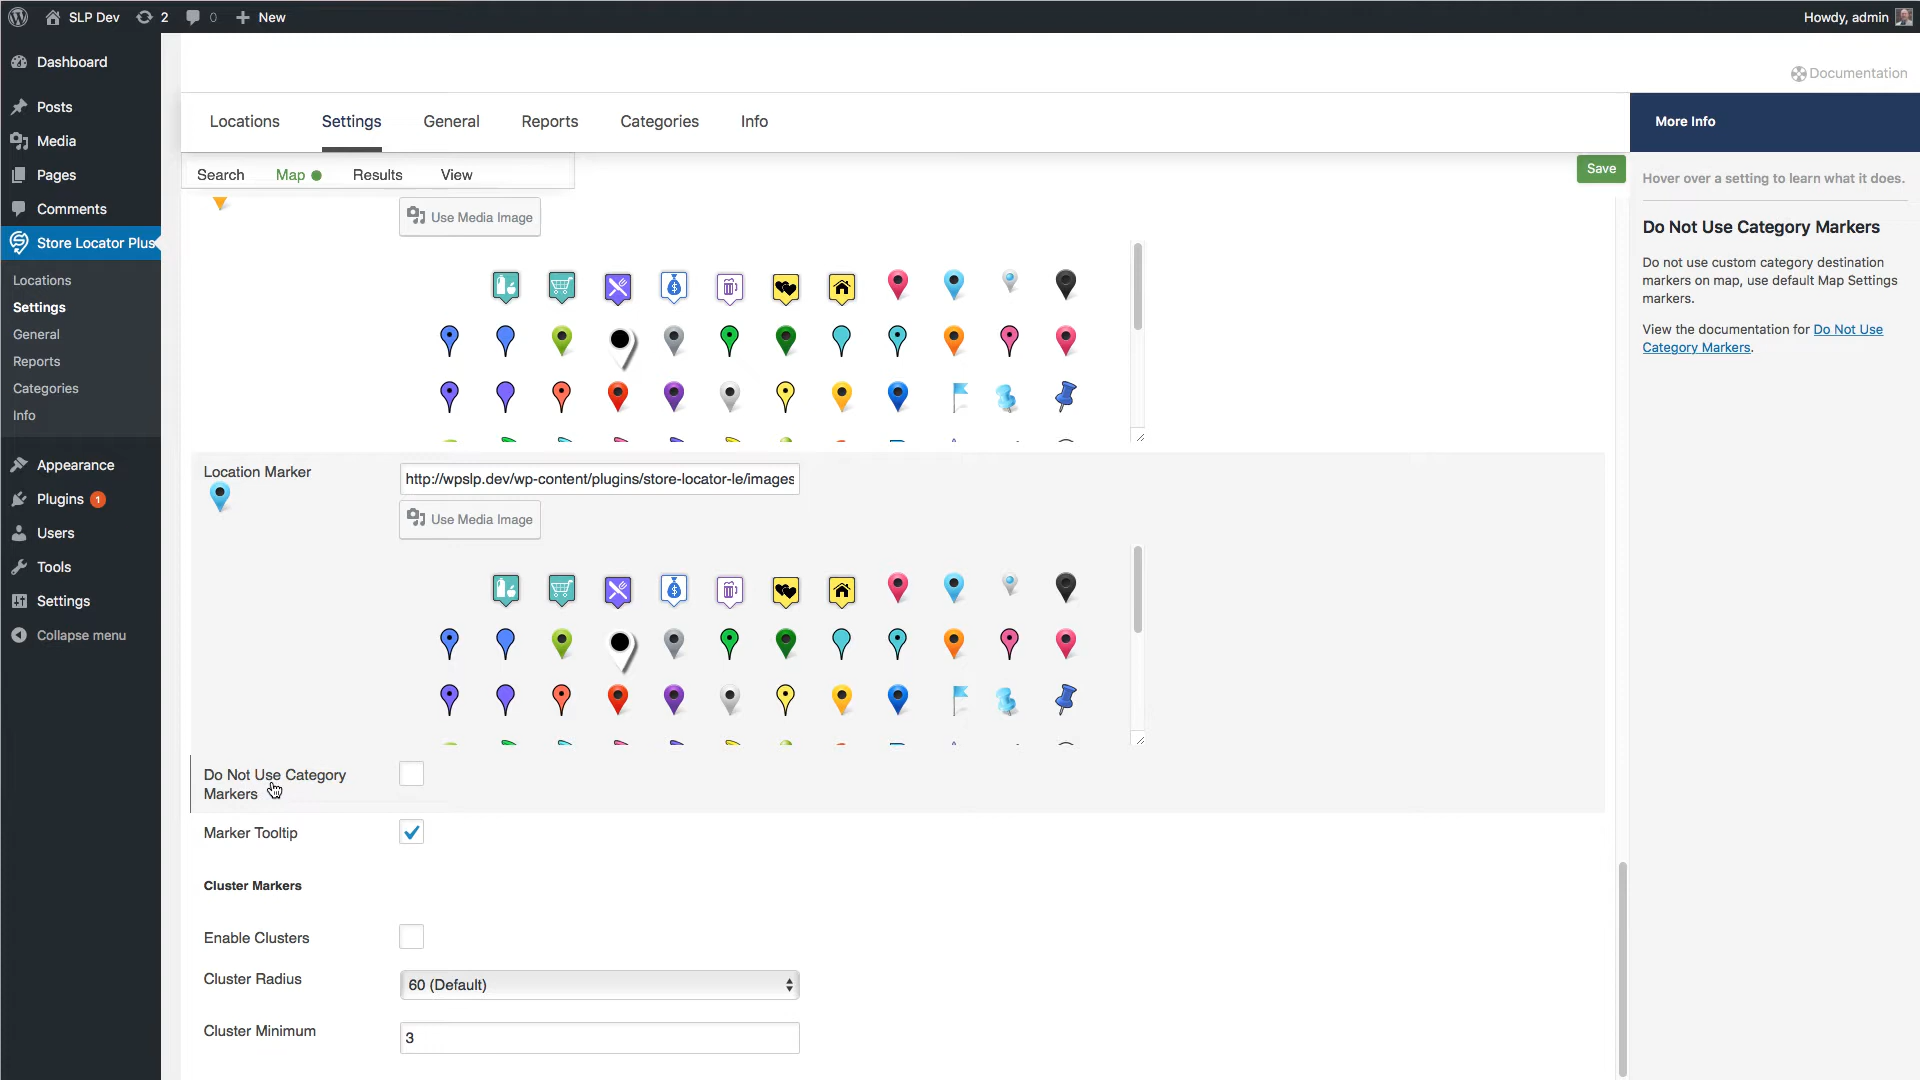 SLP Dev 2 0 New Howdy, admin
Dashboard
Posts
Media
Pages
Comments
Store Locator Plus
Locations
Settings
General
Reports
Categories
Info
Appearance
Plugins 1
Users
Tools
Settings
Collapse menu
Documentation
Locations Settings General Reports Categories Info
Search Map Results View
Save
Use Media Image
Location Marker
http://wpslp.dev/wp-content/plugins/store-locator-le/images
Use Media Image
Do Not Use Category
Markers
Marker Tooltip
Cluster Markers
Enable Clusters
Cluster Radius
60 (Default)
Cluster Minimum
3
More Info
Hover over a setting to learn what it does.
Do Not Use Category Markers
Do not use custom category destination
markers on map, use default Map Settings
markers.
View the documentation for Do Not Use
Category Markers.